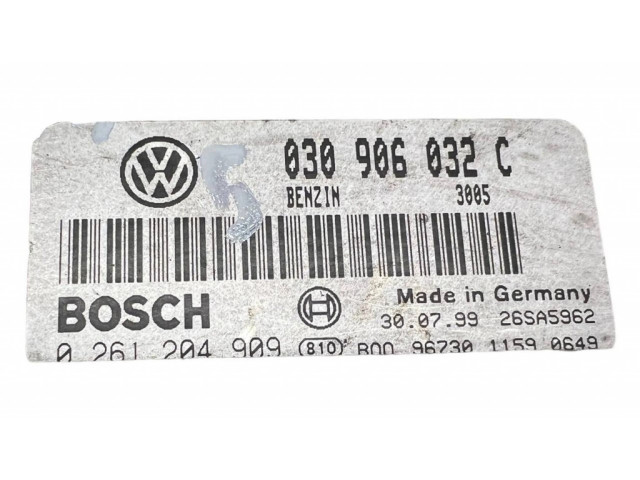 5 030 906 032 C
BENZIN 3005
BOSCH Made in Germany
30.07.99 26SA5962
0 261 204 909 810 B00 96730 1159 0649